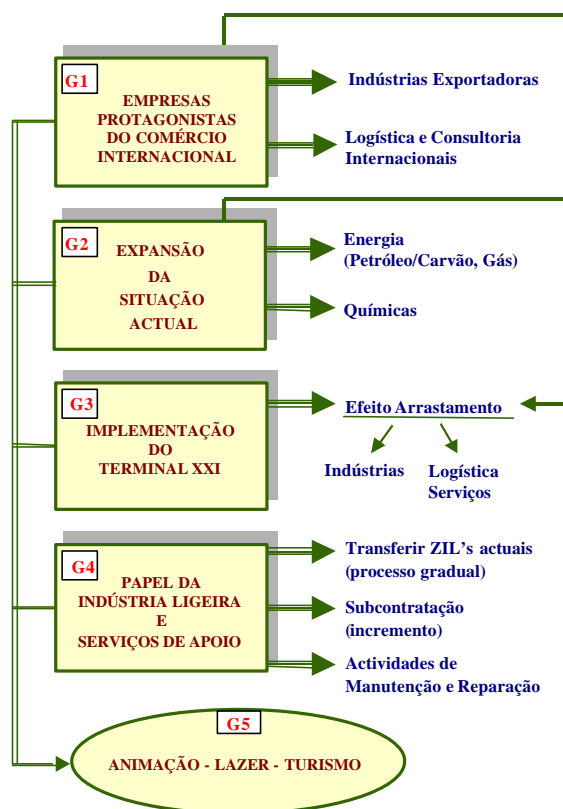 G1
EMPRESAS
PROTAGONISTAS
DO COMÉRCIO
INTERNACIONAL
Indústrias Exportadoras
Logística e Consultoria
Internacionais
G2
EXPANSÃO
DA
SITUAÇÃO
ACTUAL
Energia
(Petróleo/Carvão, Gás)
Químicas
G3
IMPLEMENTAÇÃO
DO
TERMINAL XXI
Efeito Arrastamento
Indústrias
Logística
Serviços
G4
PAPEL DA
INDÚSTRIA LIGEIRA
E
SERVIÇOS DE APOIO
Transferir ZIL's actuais
(processo gradual)
Subcontratação
(incremento)
Actividades de
Manutenção e Reparação
G5
ANIMAÇÃO - LAZER - TURISMO